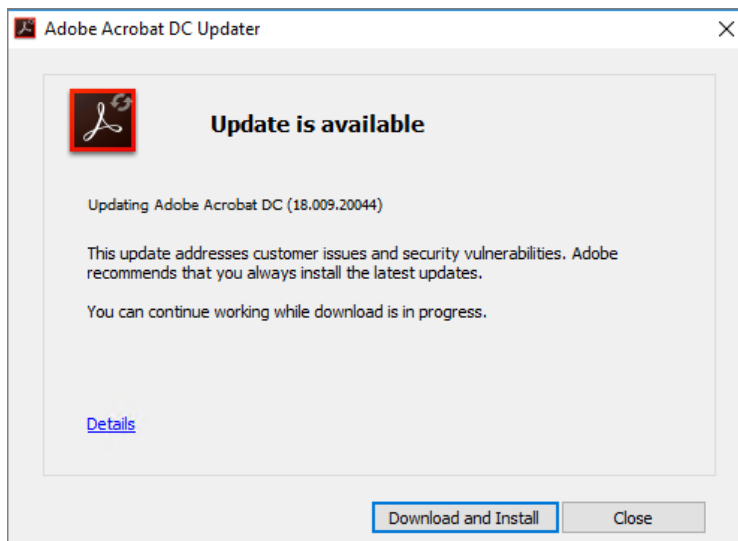 Adobe Acrobat DC Updater
Update is available
Updating Adobe Acrobat DC (18.009.20044)
This update addresses customer issues and security vulnerabilities. Adobe
recommends that you always install the latest updates.
You can continue working while download is in progress.
Details
Download and Install
Close